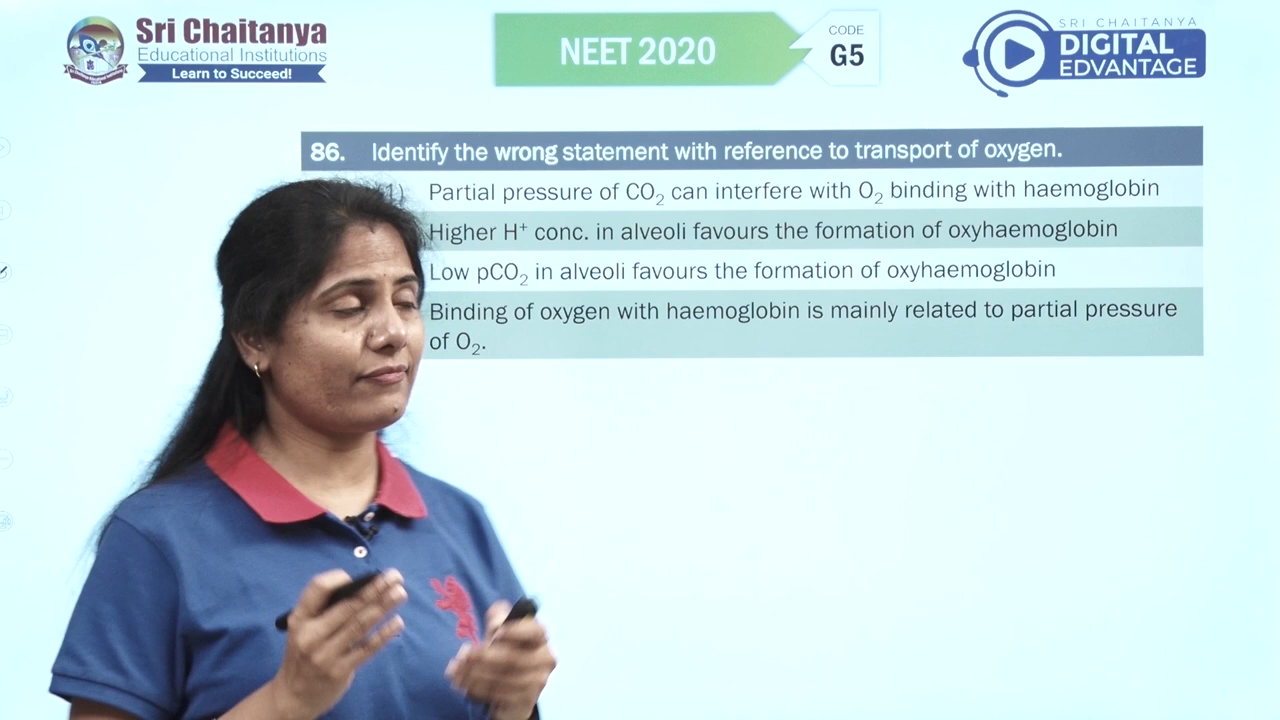 Sri Chaitanya
Educational Institutions
Learn to Succeed!
NEET 2020
CODE
G5
SRI CHAITANYA
DIGITAL
EDVANTAGE
86. Identify the wrong statement with reference to transport of oxygen.
1) Partial pressure of CO₂ can interfere with O₂ binding with haemoglobin
Higher H⁺ conc. in alveoli favours the formation of oxyhaemoglobin
Low pCO₂ in alveoli favours the formation of oxyhaemoglobin
Binding of oxygen with haemoglobin is mainly related to partial pressure
of O₂.